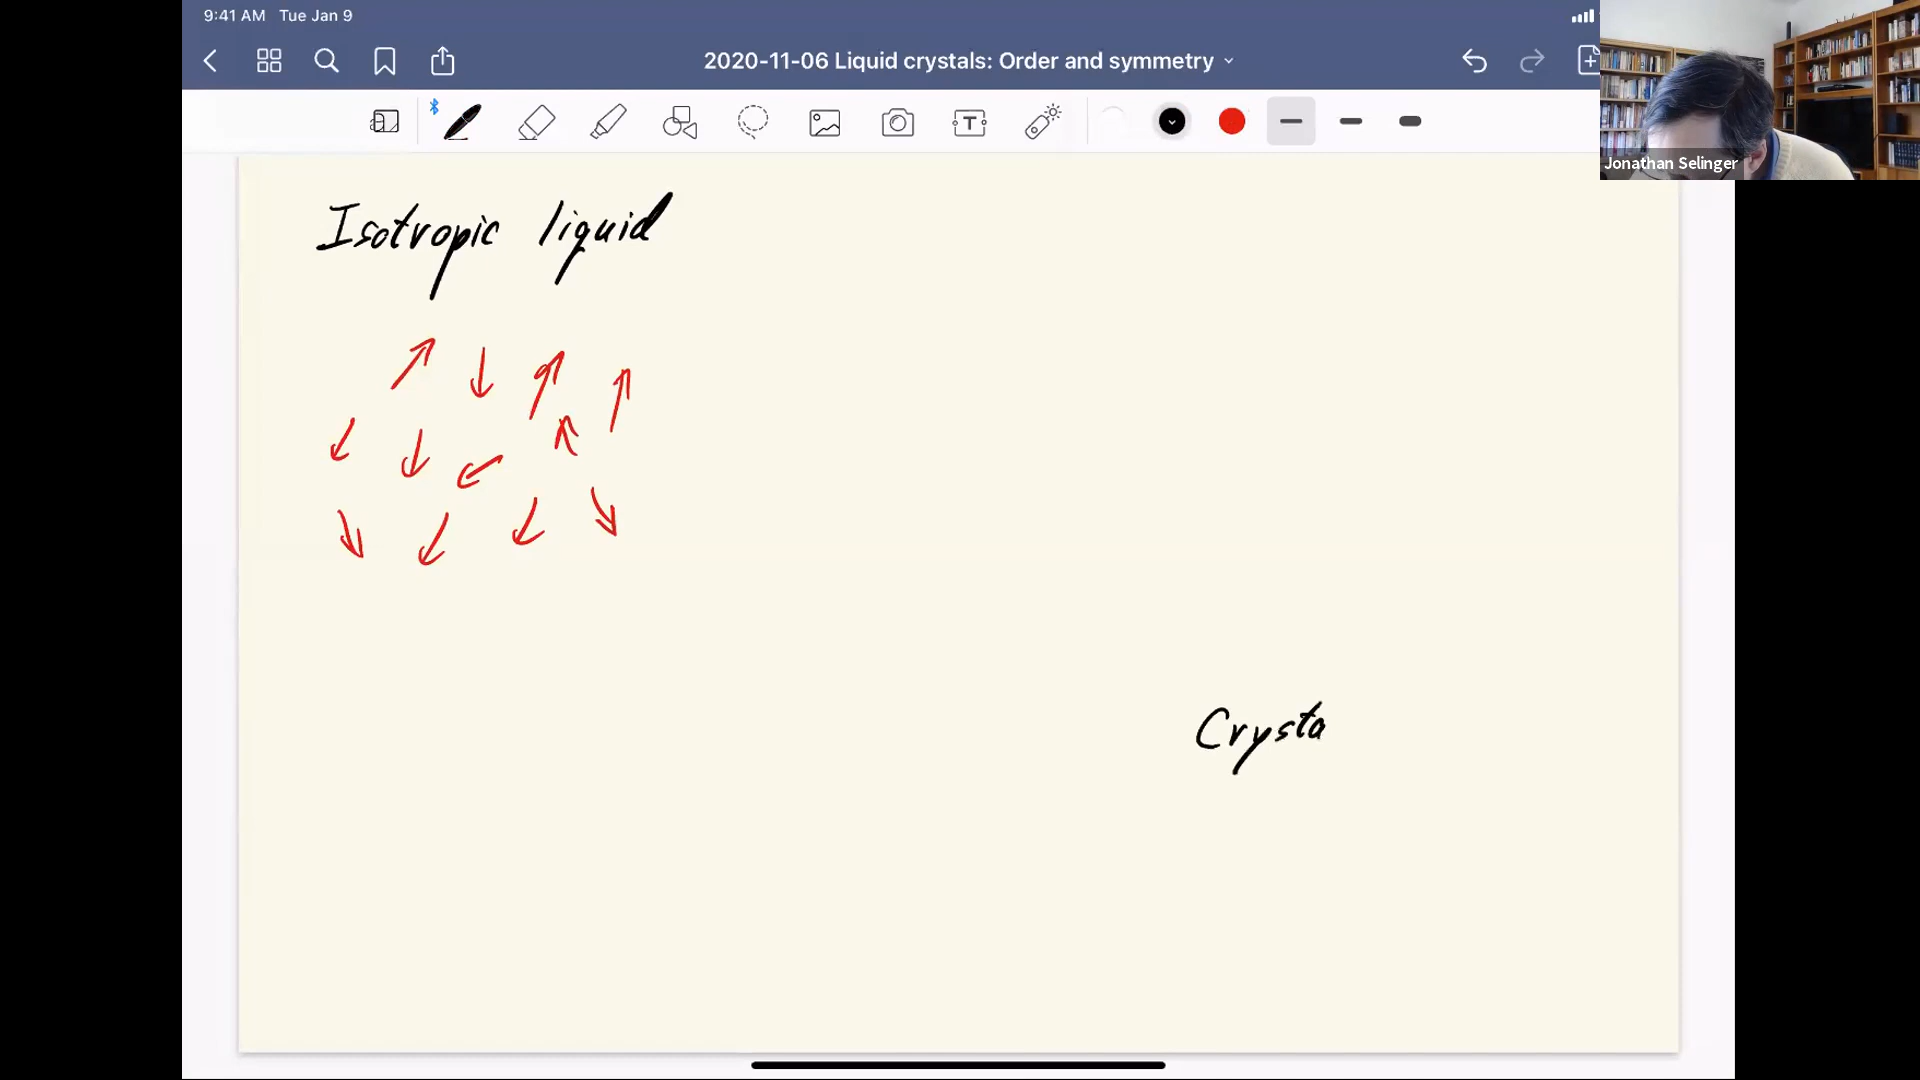 9:41 AM Tue Jan 9
2020-11-06 Liquid crystals: Order and symmetry
T
Jonathan Selinger
Isotropic liquid
Crysta